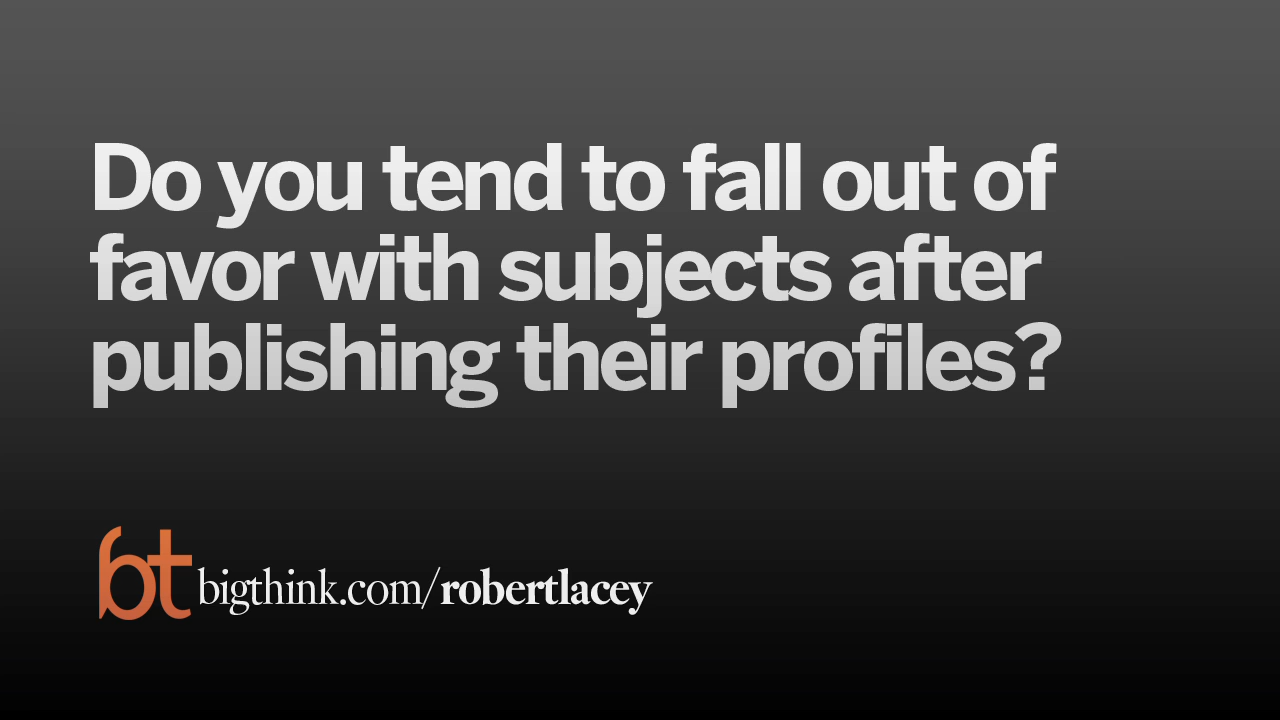 Do you tend to fall out of
favor with subjects after
publishing their profiles?
bt bigthink.com/robertlacey